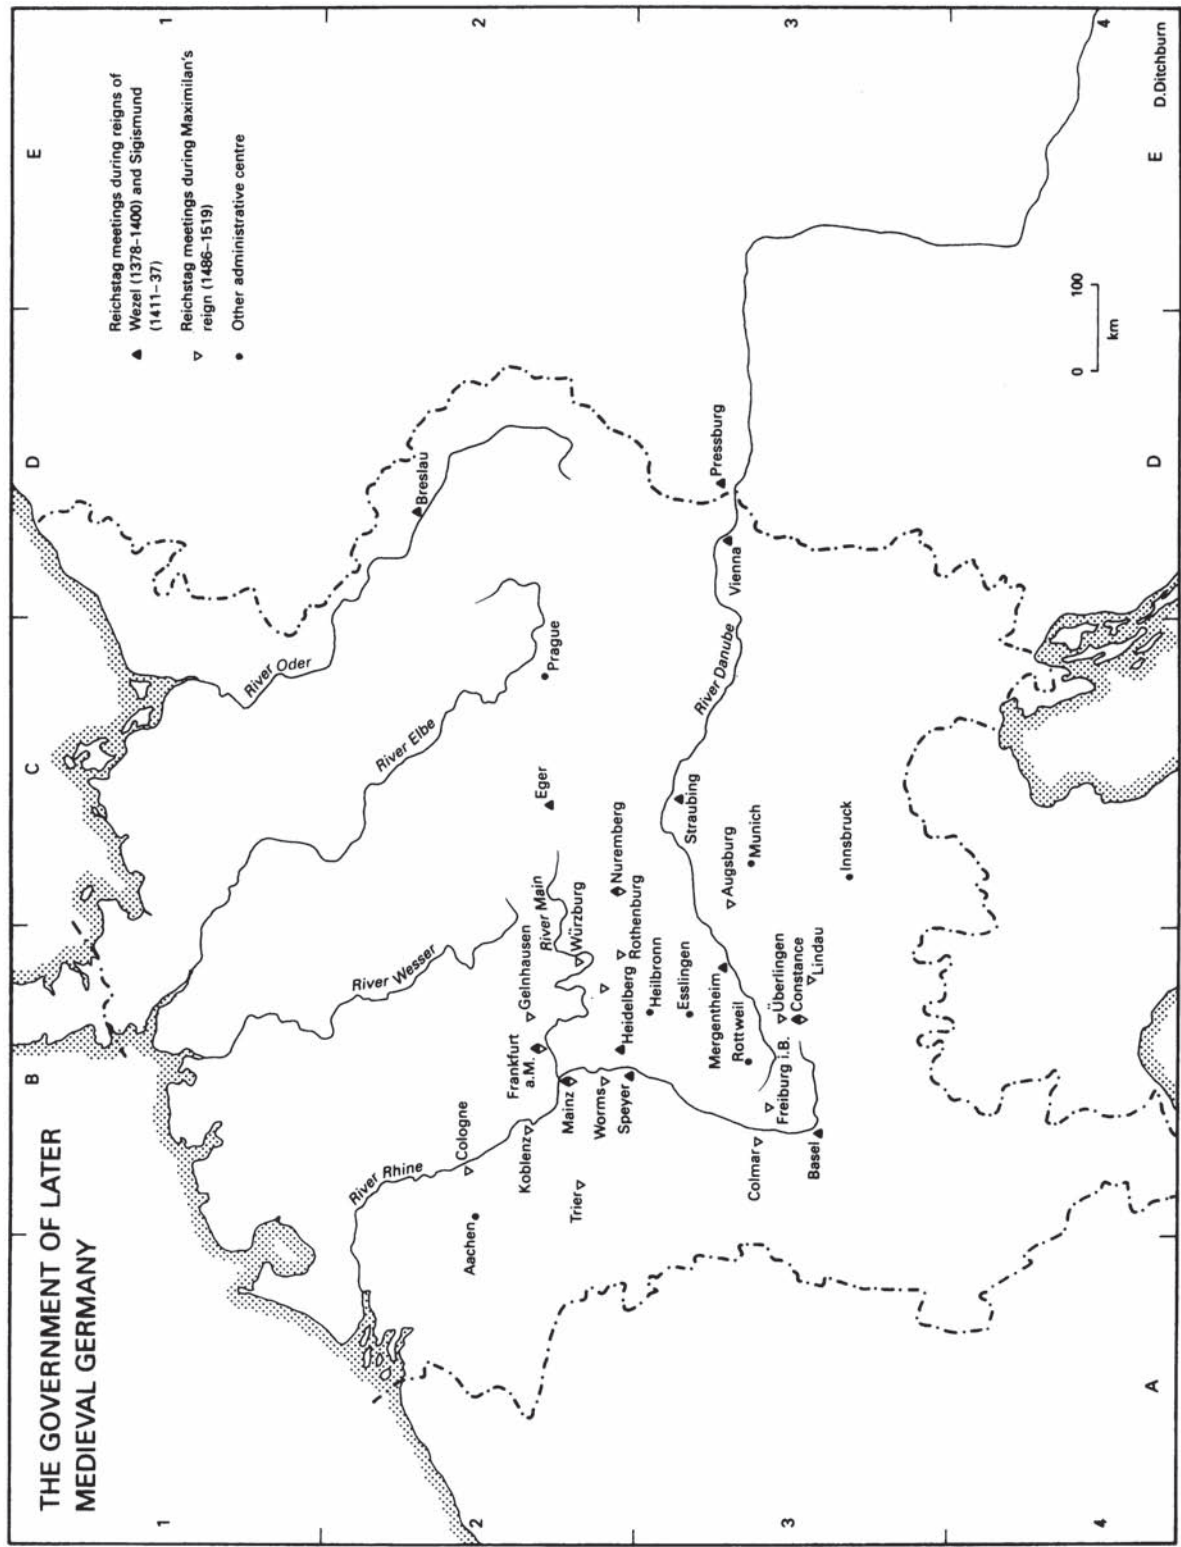 THE GOVERNMENT OF LATER
MEDIEVAL GERMANY
Reichstag meetings during reigns of
Wezel (1378-1400) and Sigismund
(1411-37)
Reichstag meetings during Maximilan's
reign (1486-1519)
Other administrative centre
A
B
C
D
E
1
2
3
4
1
2
3
4
A
D
E
River Oder
River Elbe
River Wesser
River Rhine
River Main
River Danube
Breslau
Prague
Eger
Cologne
Aachen
Koblenz
Trier
Frankfurt
a.M.
Gelnhausen
Würzburg
Mainz
Worms
Speyer
Heidelberg
Rothenburg
Nuremberg
Heilbronn
Esslingen
Mergentheim
Rottweil
Straubing
Augsburg
Munich
Innsbruck
Überlingen
Constance
Lindau
Freiburg i.B.
Colmar
Basel
Vienna
Pressburg
0 100
km
D.Ditchburn